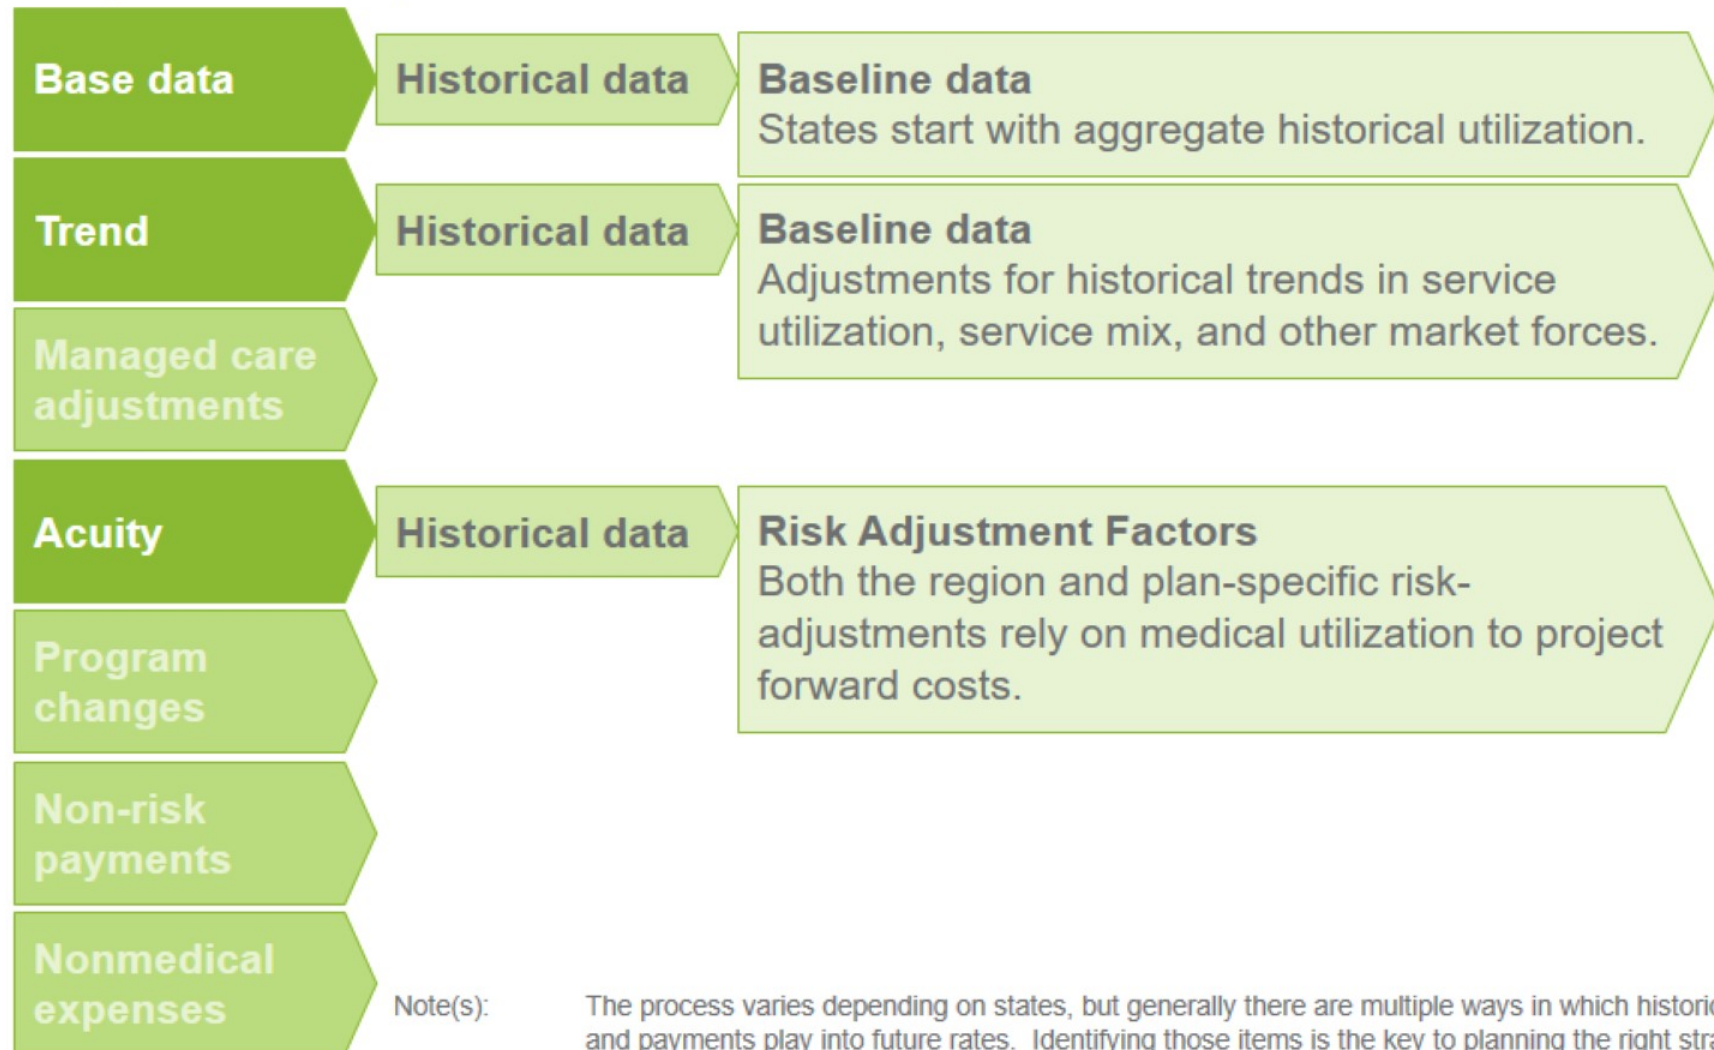 Base data
Historical data
Baseline data
States start with aggregate historical utilization.
Trend
Historical data
Baseline data
Adjustments for historical trends in service
utilization, service mix, and other market forces.
Managed care
adjustments
Acuity
Historical data
Risk Adjustment Factors
Both the region and plan-specific risk-
adjustments rely on medical utilization to project
forward costs.
Program
changes
Non-risk
payments
Nonmedical
expenses
Note(s):
The process varies depending on states, but generally there are multiple ways in which
and payments play into future rates. Identifying those items is the key to planning the right